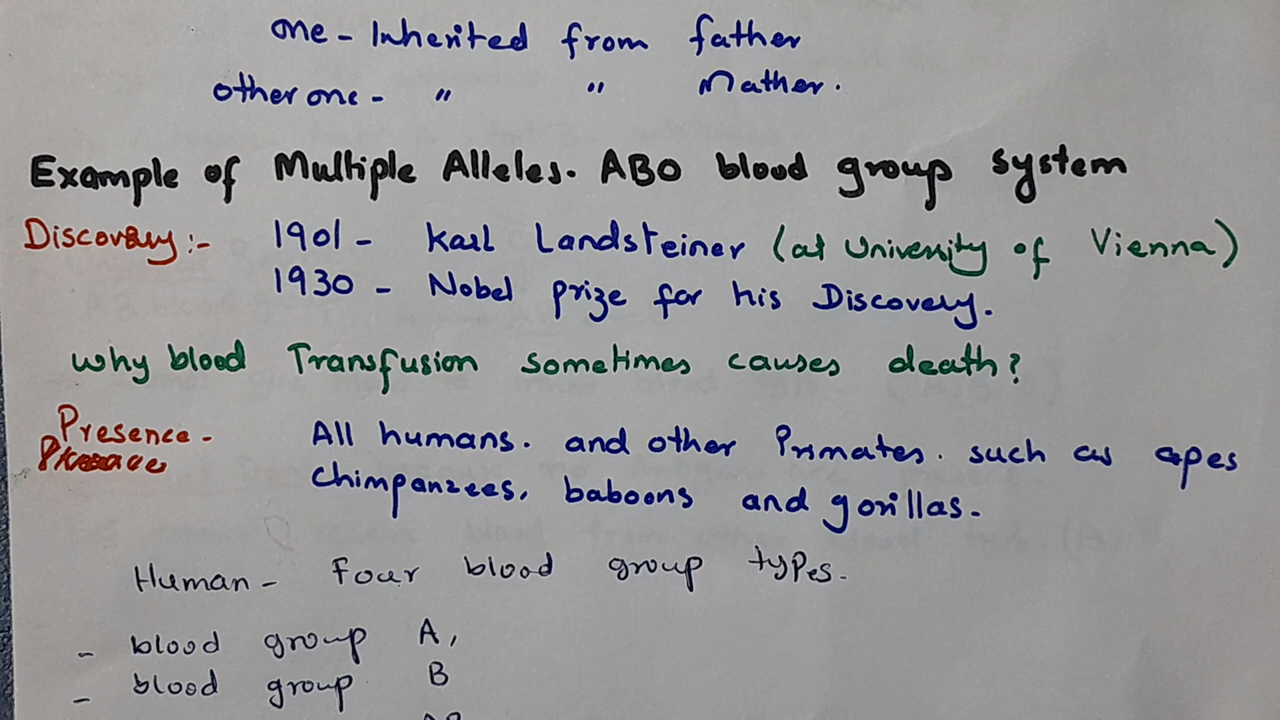 one - Inherited from father
other one - " " Mather.
Example of Multiple Alleles. ABO blood group system
Discovery :- 1901 - Karl Landsteiner (at University of Vienna)
1930 - Nobel prize for his Discovery.
why blood Transfusion sometimes causes death?
Presence - All humans. and other Primates. such as apes
chimpanzees, baboons and gorillas.
Human - Four blood group types.
- blood group A,
- blood group B